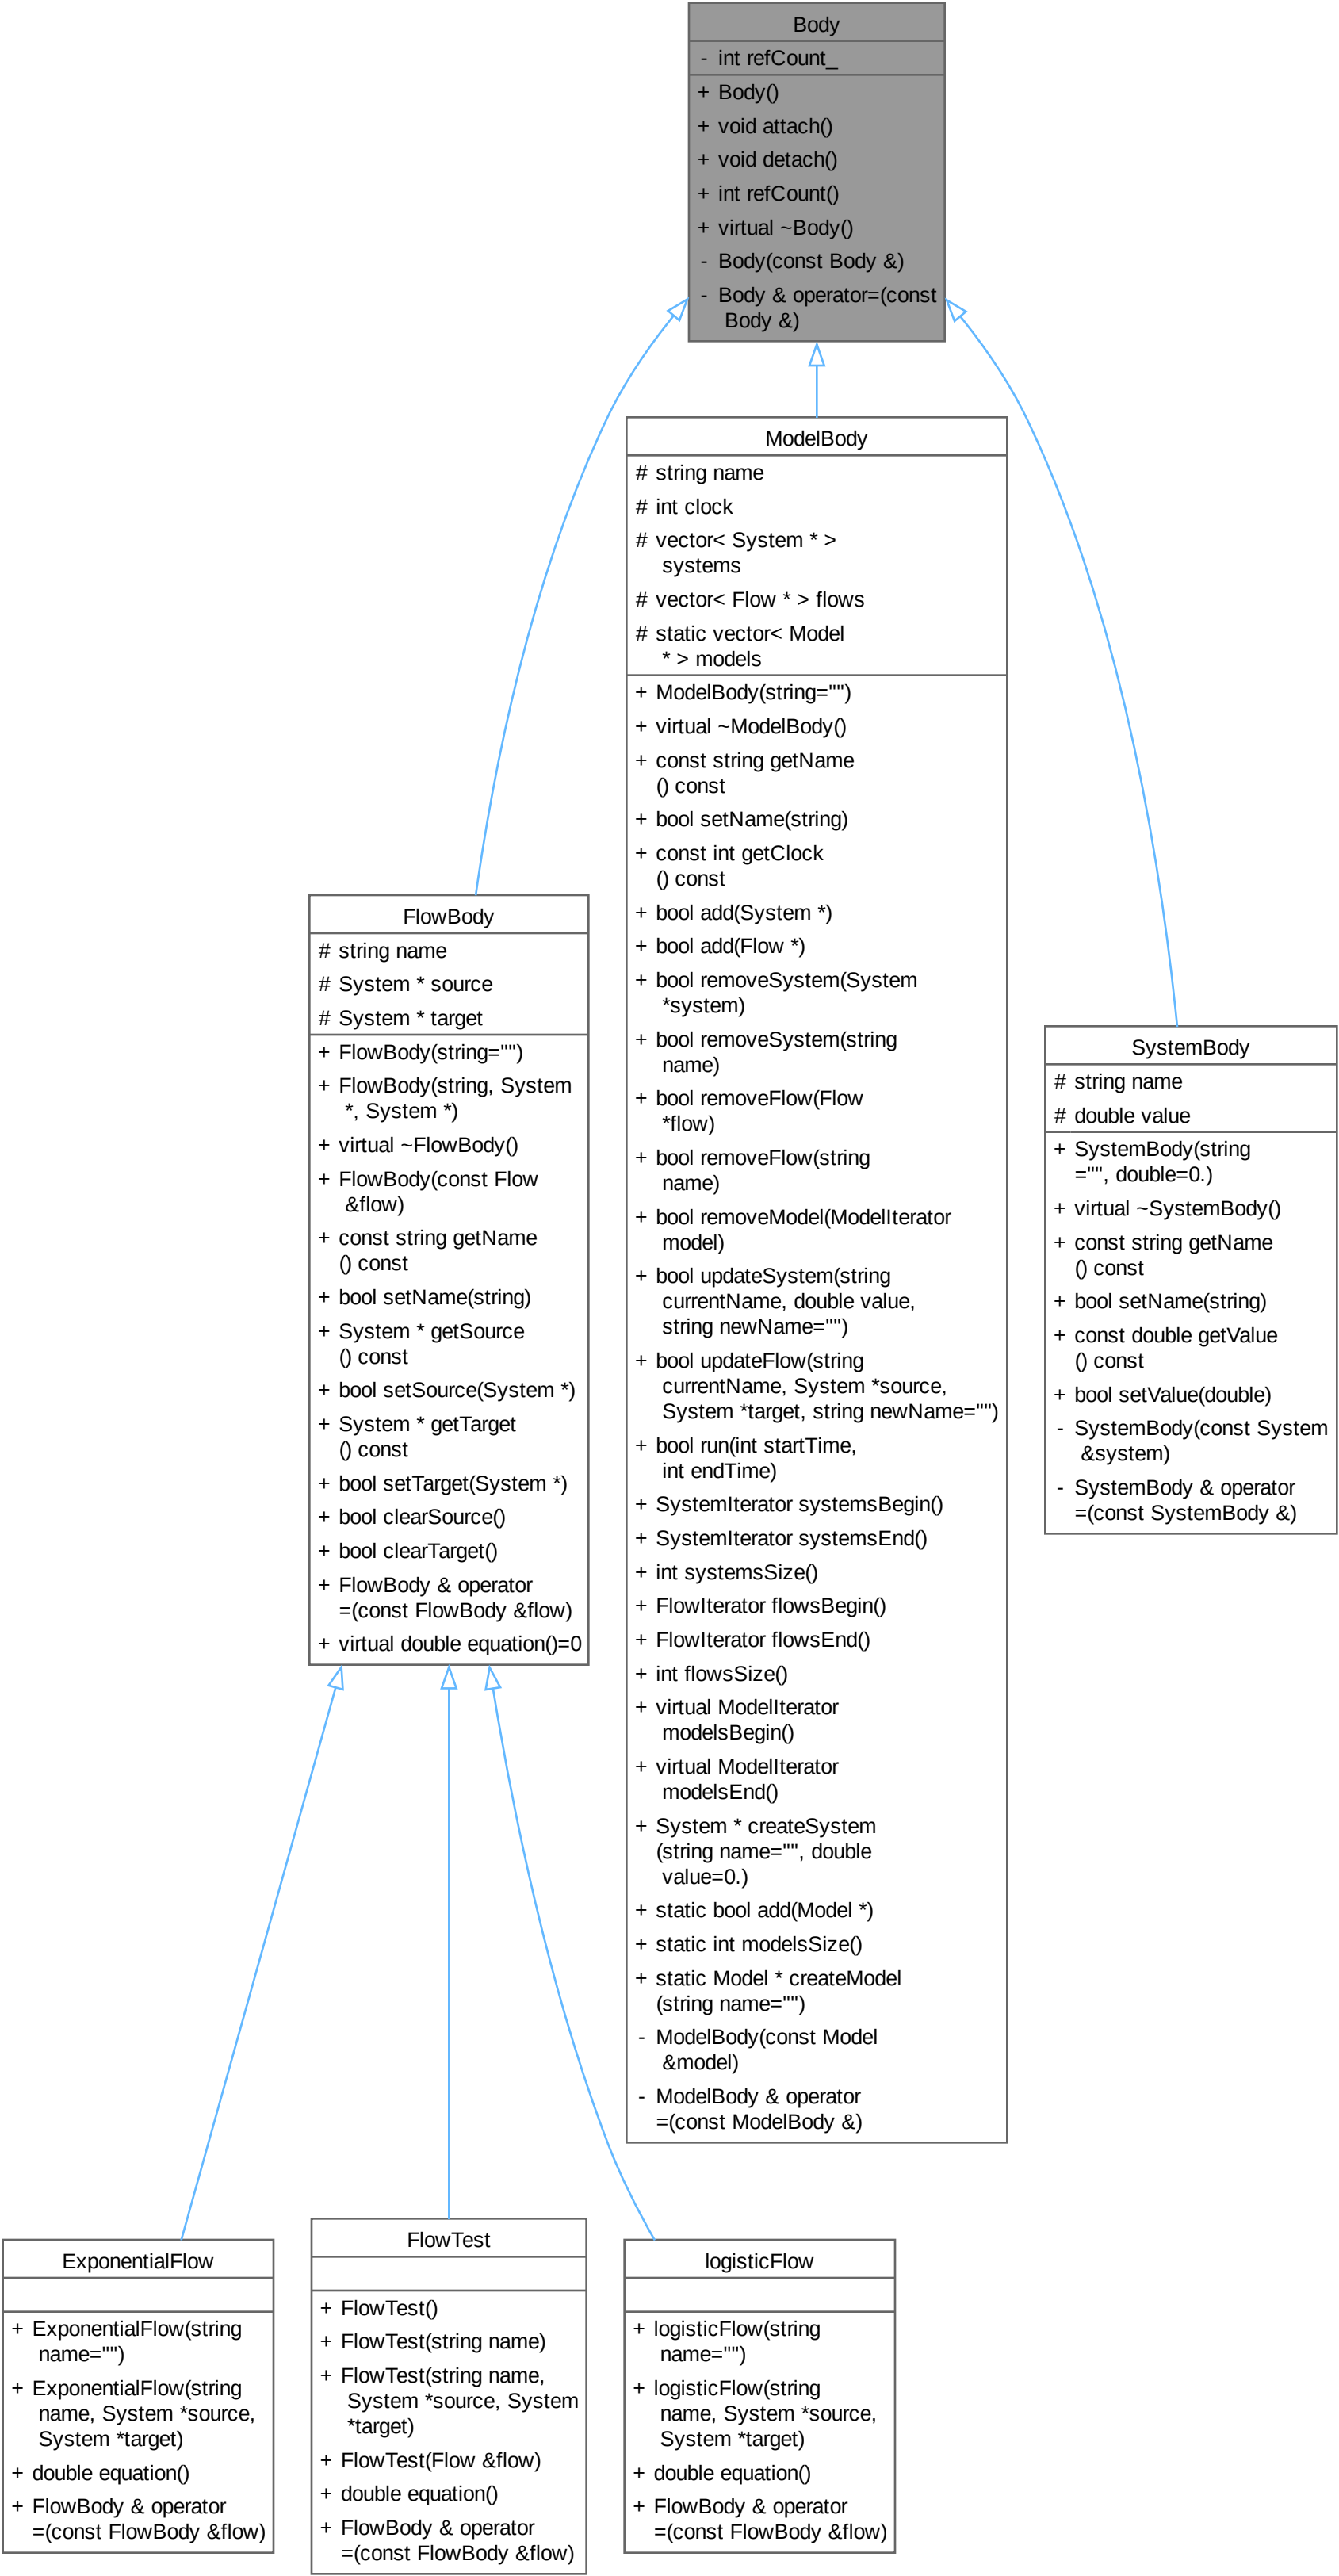 Body
- int refCount_
+ Body()
+ void attach()
+ void detach()
+ int refCount()
+ virtual ~Body()
- Body(const Body &)
- Body & operator=(const
Body &)
ModelBody
# string name
# int clock
# vector< System * >
systems
# vector< Flow * > flows
# static vector< Model
* > models
+ ModelBody(string="")
+ virtual ~ModelBody()
+ const string getName
() const
+ bool setName(string)
+ const int getClock
() const
+ bool add(System *)
+ bool add(Flow *)
+ bool removeSystem(System
*system)
+ bool removeSystem(string
name)
+ bool removeFlow(Flow
*flow)
+ bool removeFlow(string
name)
+ bool removeModel(ModelIterator
model)
+ bool updateSystem(string
currentName, double value,
string newName="")
+ bool updateFlow(string
currentName, System *source,
System *target, string newName="")
+ bool run(int startTime,
int endTime)
+ SystemIterator systemsBegin()
+ SystemIterator systemsEnd()
+ int systemsSize()
+ FlowIterator flowsBegin()
+ FlowIterator flowsEnd()
+ int flowsSize()
+ virtual ModelIterator
modelsBegin()
+ virtual ModelIterator
modelsEnd()
+ System * createSystem
(string name="", double
value=0.)
+ static bool add(Model *)
+ static int modelsSize()
+ static Model * createModel
(string name="")
- ModelBody(const Model
&model)
- ModelBody & operator
=(const ModelBody &)
FlowBody
# string name
# System * source
# System * target
+ FlowBody(string="")
+ FlowBody(string, System
*, System *)
+ virtual ~FlowBody()
+ FlowBody(const Flow
&flow)
+ const string getName
() const
+ bool setName(string)
+ System * getSource
() const
+ bool setSource(System *)
+ System * getTarget
() const
+ bool setTarget(System *)
+ bool clearSource()
+ bool clearTarget()
+ FlowBody & operator
=(const FlowBody &flow)
+ virtual double equation()=0
SystemBody
# string name
# double value
+ SystemBody(string
="", double=0.)
+ virtual ~SystemBody()
+ const string getName
() const
+ bool setName(string)
+ const double getValue
() const
+ bool setValue(double)
- SystemBody(const System
&system)
- SystemBody & operator
=(const SystemBody &)
ExponentialFlow
+ ExponentialFlow(string
name="")
+ ExponentialFlow(string
name, System *source,
System *target)
+ double equation()
+ FlowBody & operator
=(const FlowBody &flow)
FlowTest
+ FlowTest()
+ FlowTest(string name)
+ FlowTest(string name,
System *source, System
*target)
+ FlowTest(Flow &flow)
+ double equation()
+ FlowBody & operator
=(const FlowBody &flow)
logisticFlow
+ logisticFlow(string
name="")
+ logisticFlow(string
name, System *source,
System *target)
+ double equation()
+ FlowBody & operator
=(const FlowBody &flow)